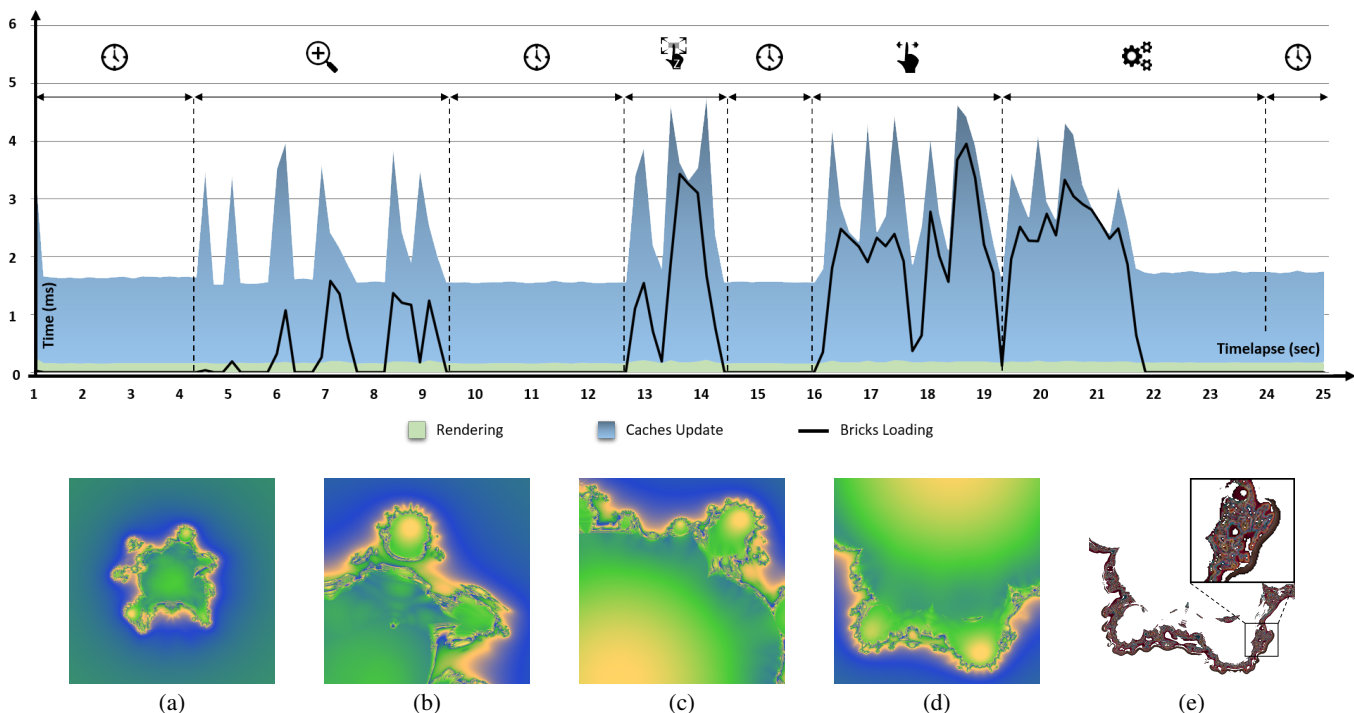 6
5
4
3
2
1
0
Time (ms)
Z
Timelapse (sec)
1 2 3 4 5 6 7 8 9 10 11 12 13 14 15 16 17 18 19 20 21 22 23 24 25
Rendering Caches Update Bricks Loading
(a) (b) (c) (d) (e)